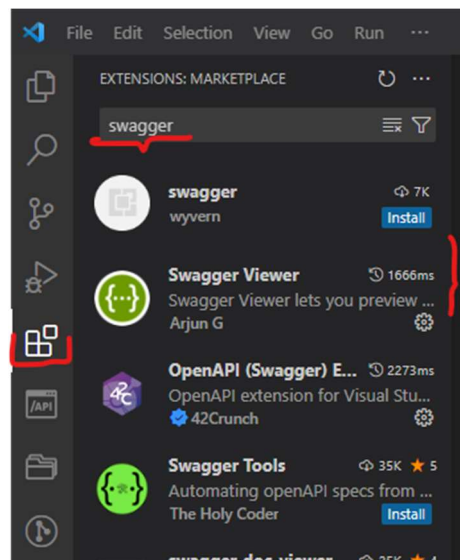 File Edit Selection View Go Run ...
EXTENSIONS: MARKETPLACE
swagger
swagger 7K
wyvern Install
Swagger Viewer 1666ms
Swagger Viewer lets you preview ...
Arjun G
OpenAPI (Swagger) E... 2273ms
OpenAPI extension for Visual Stu...
42Crunch
/API
Swagger Tools 35K 5
Automating openAPI specs from ...
The Holy Coder Install